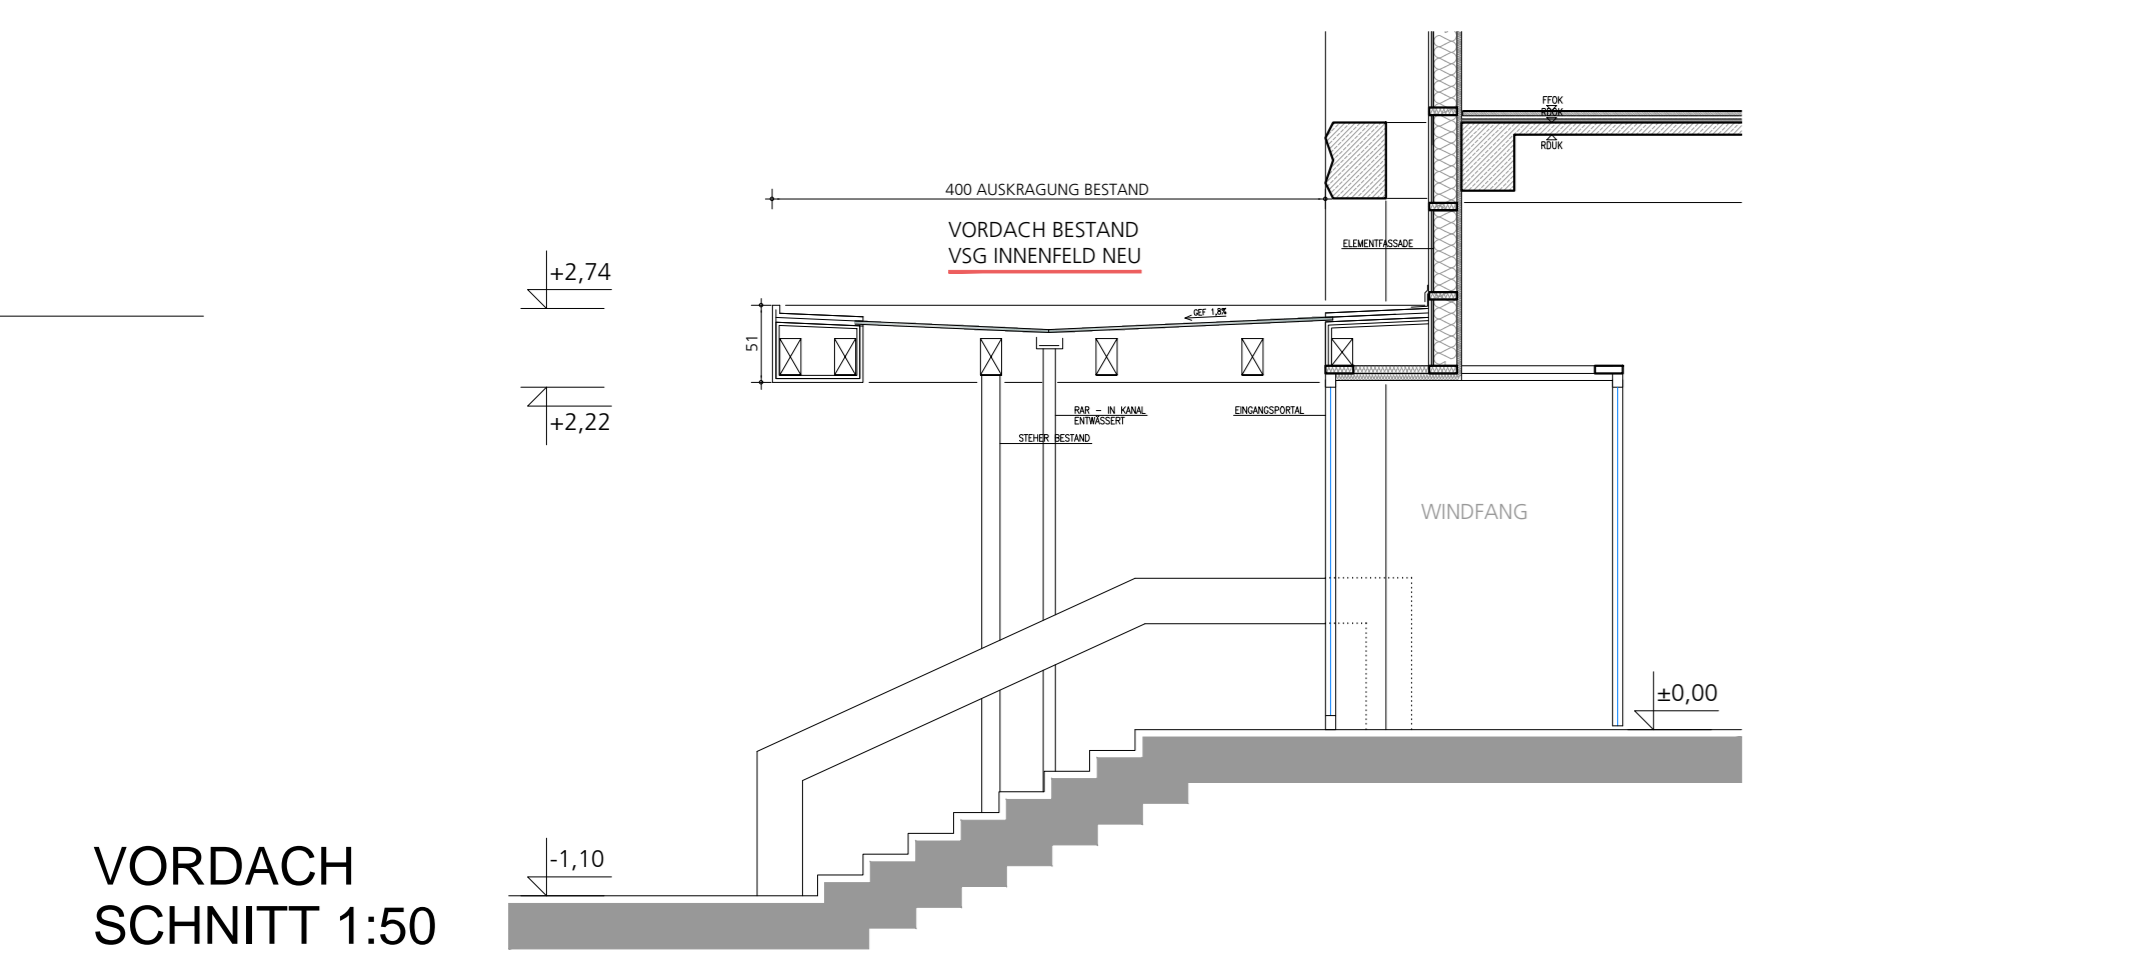 FFOK
RDOK
RDUK
400 AUSKRAGUNG BESTAND
VORDACH BESTAND
VSG INNENFELD NEU
ELEMENTFASSADE
+2,74
GEF 1,8%
51
+2,22
RAR - IN KANAL
ENTWÄSSERT
EINGANGSPORTAL
STEHER BESTAND
WINDFANG
±0,00
-1,10
VORDACH
SCHNITT 1:50